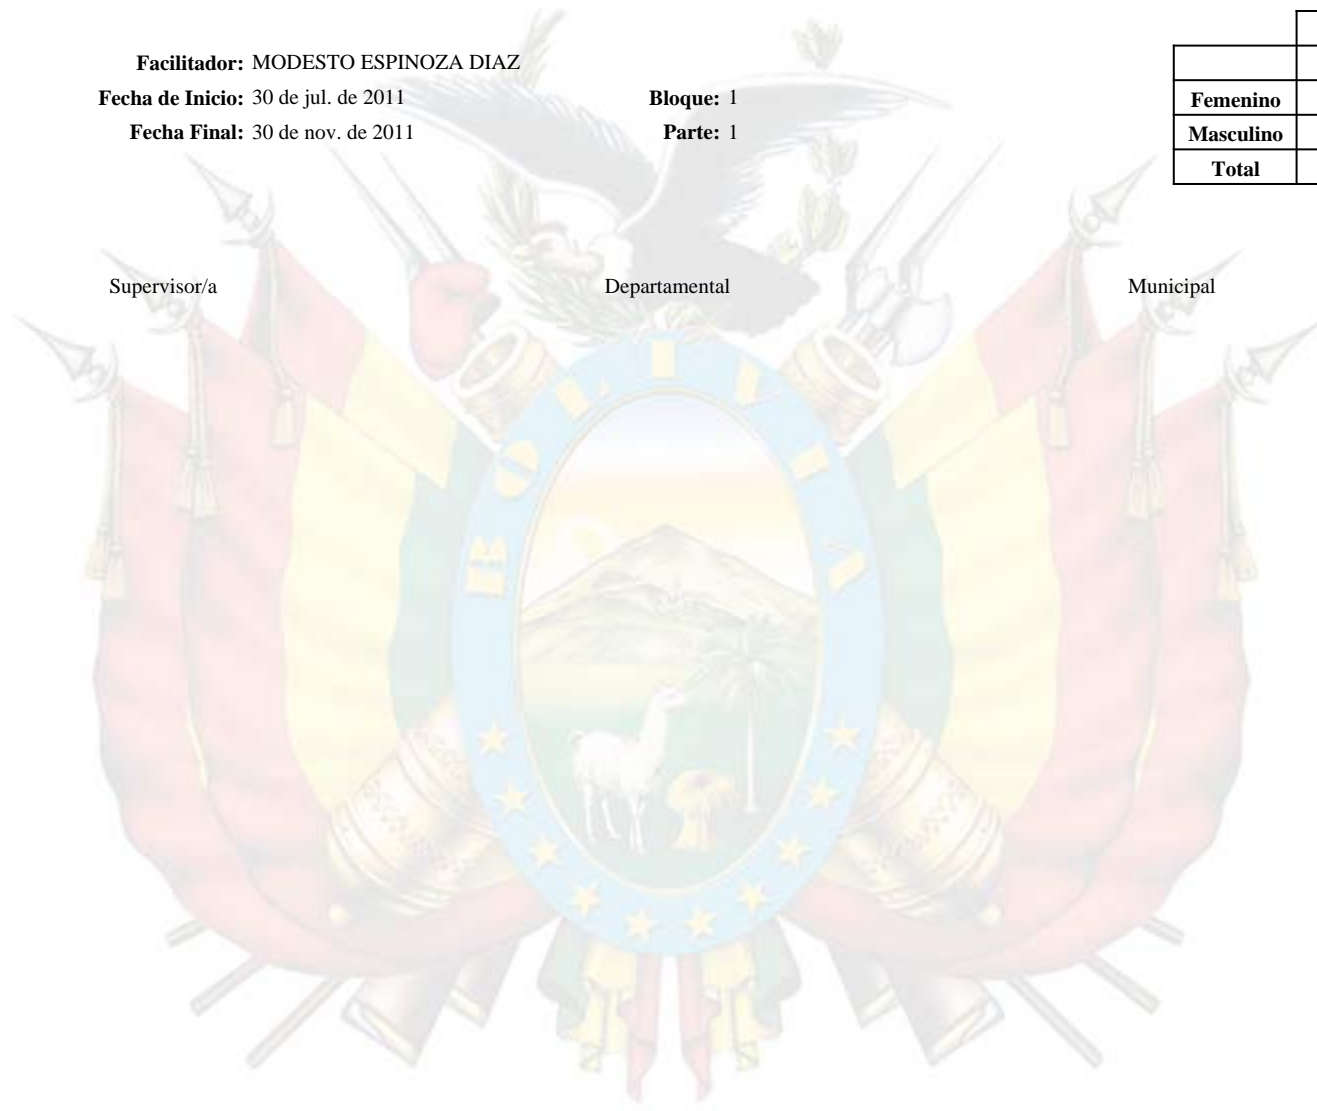 Facilitador: MODESTO ESPINOZA DIAZ
Fecha de Inicio: 30 de jul. de 2011 Bloque: 1
Fecha Final: 30 de nov. de 2011 Parte: 1
Femenino
Masculino
Total
Supervisor/a Departamental Municipal
BOLIVIA